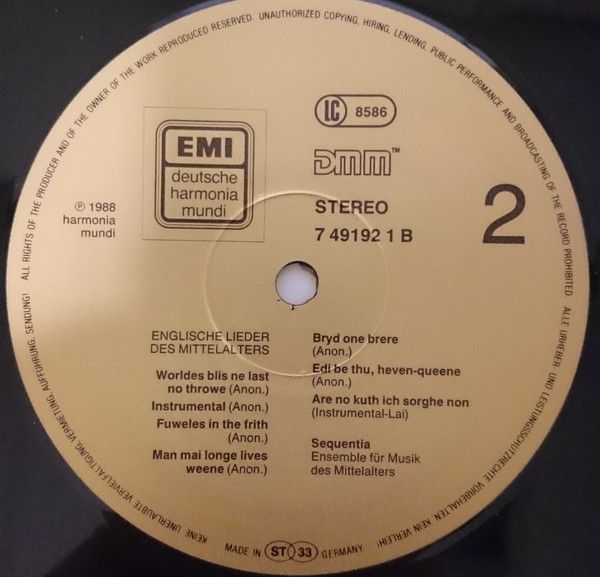 ALL RIGHTS OF THE PRODUCER AND OF THE OWNER OF THE WORK REPRODUCED RESERVED. UNAUTHORIZED COPYING, HIRING, LENDING, PUBLIC PERFORMANCE AND BROADCASTING OF THE RECORD PROHIBITED.
ALLE URHEBER- UND LEISTUNGSSCHUTZRECHTE VORBEHALTEN KEIN VERLEIH!
KEINE UNERLAUBTE VERVIELFÄLTIGUNG, VERMIETUNG, AUFFÜHRUNG, SENDUNG!
EMI
deutsche
harmonia
mundi
℗ 1988
harmonia
mundi
LC 8586
DMM™
STEREO
7 49192 1 B
2
ENGLISCHE LIEDER
DES MITTELALTERS
Worldes blis ne last
no throwe (Anon.)
Instrumental (Anon.)
Fuweles in the frith
(Anon.)
Man mai longe lives
weene (Anon.)
Bryd one brere
(Anon.)
Edi be thu, heven-queene
(Anon.)
Are no kuth ich sorghe non
(Instrumental-Lai)
Sequentia
Ensemble für Musik
des Mittelalters
MADE IN ST 33 GERMANY